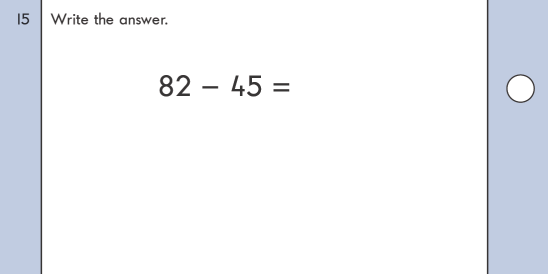 15 Write the answer.
82 − 45 =